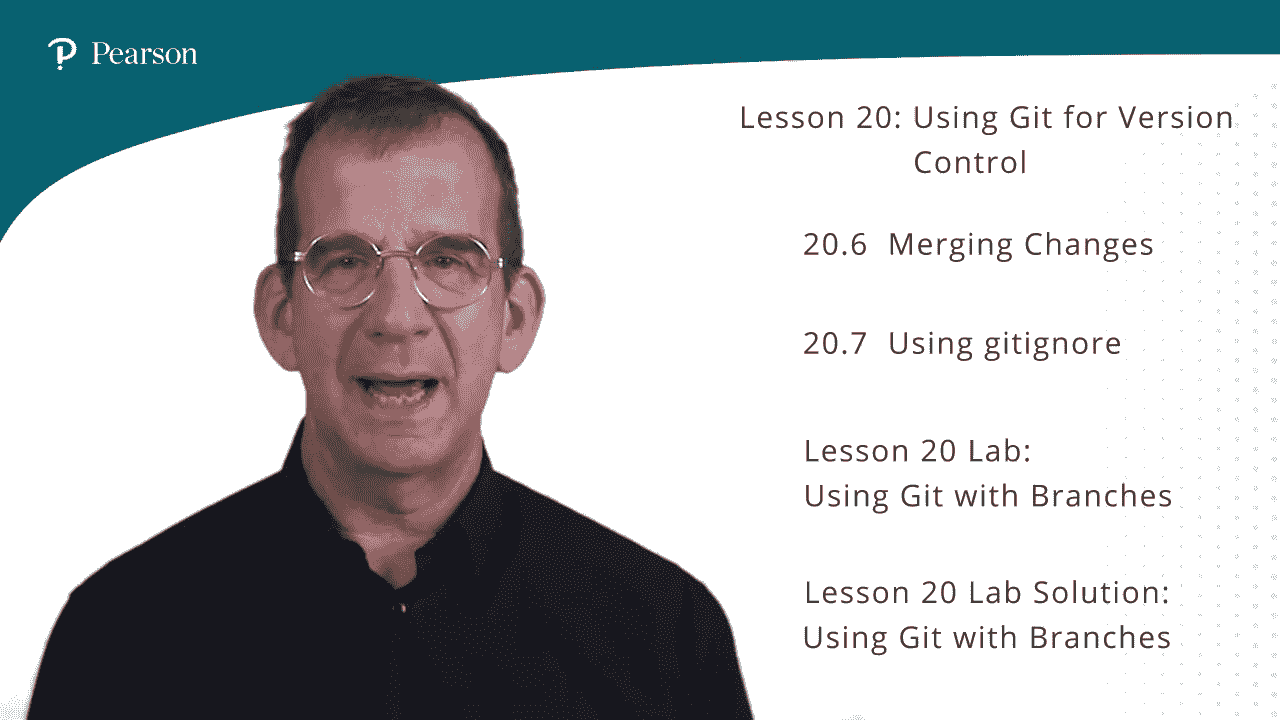 Pearson
Lesson 20: Using Git for Version
Control
20.6 Merging Changes
20.7 Using gitignore
Lesson 20 Lab:
Using Git with Branches
Lesson 20 Lab Solution:
Using Git with Branches